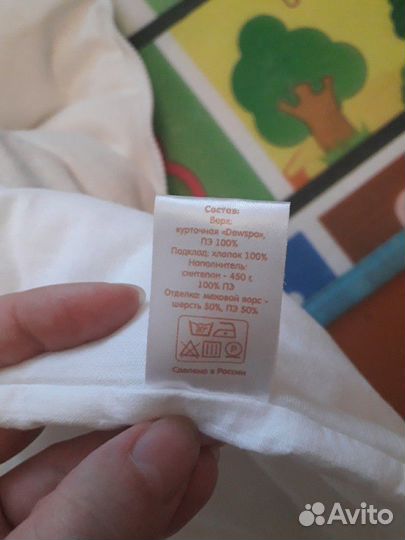 Состав:
Верх:
курточная «Dewspo»,
ПЭ 100%
Подклад: хлопок 100%
Наполнитель:
синтепон - 450 г,
100% ПЭ
Отделка: меховой ворс -
шерсть 50%, ПЭ 50%
Сделано в России
Avito